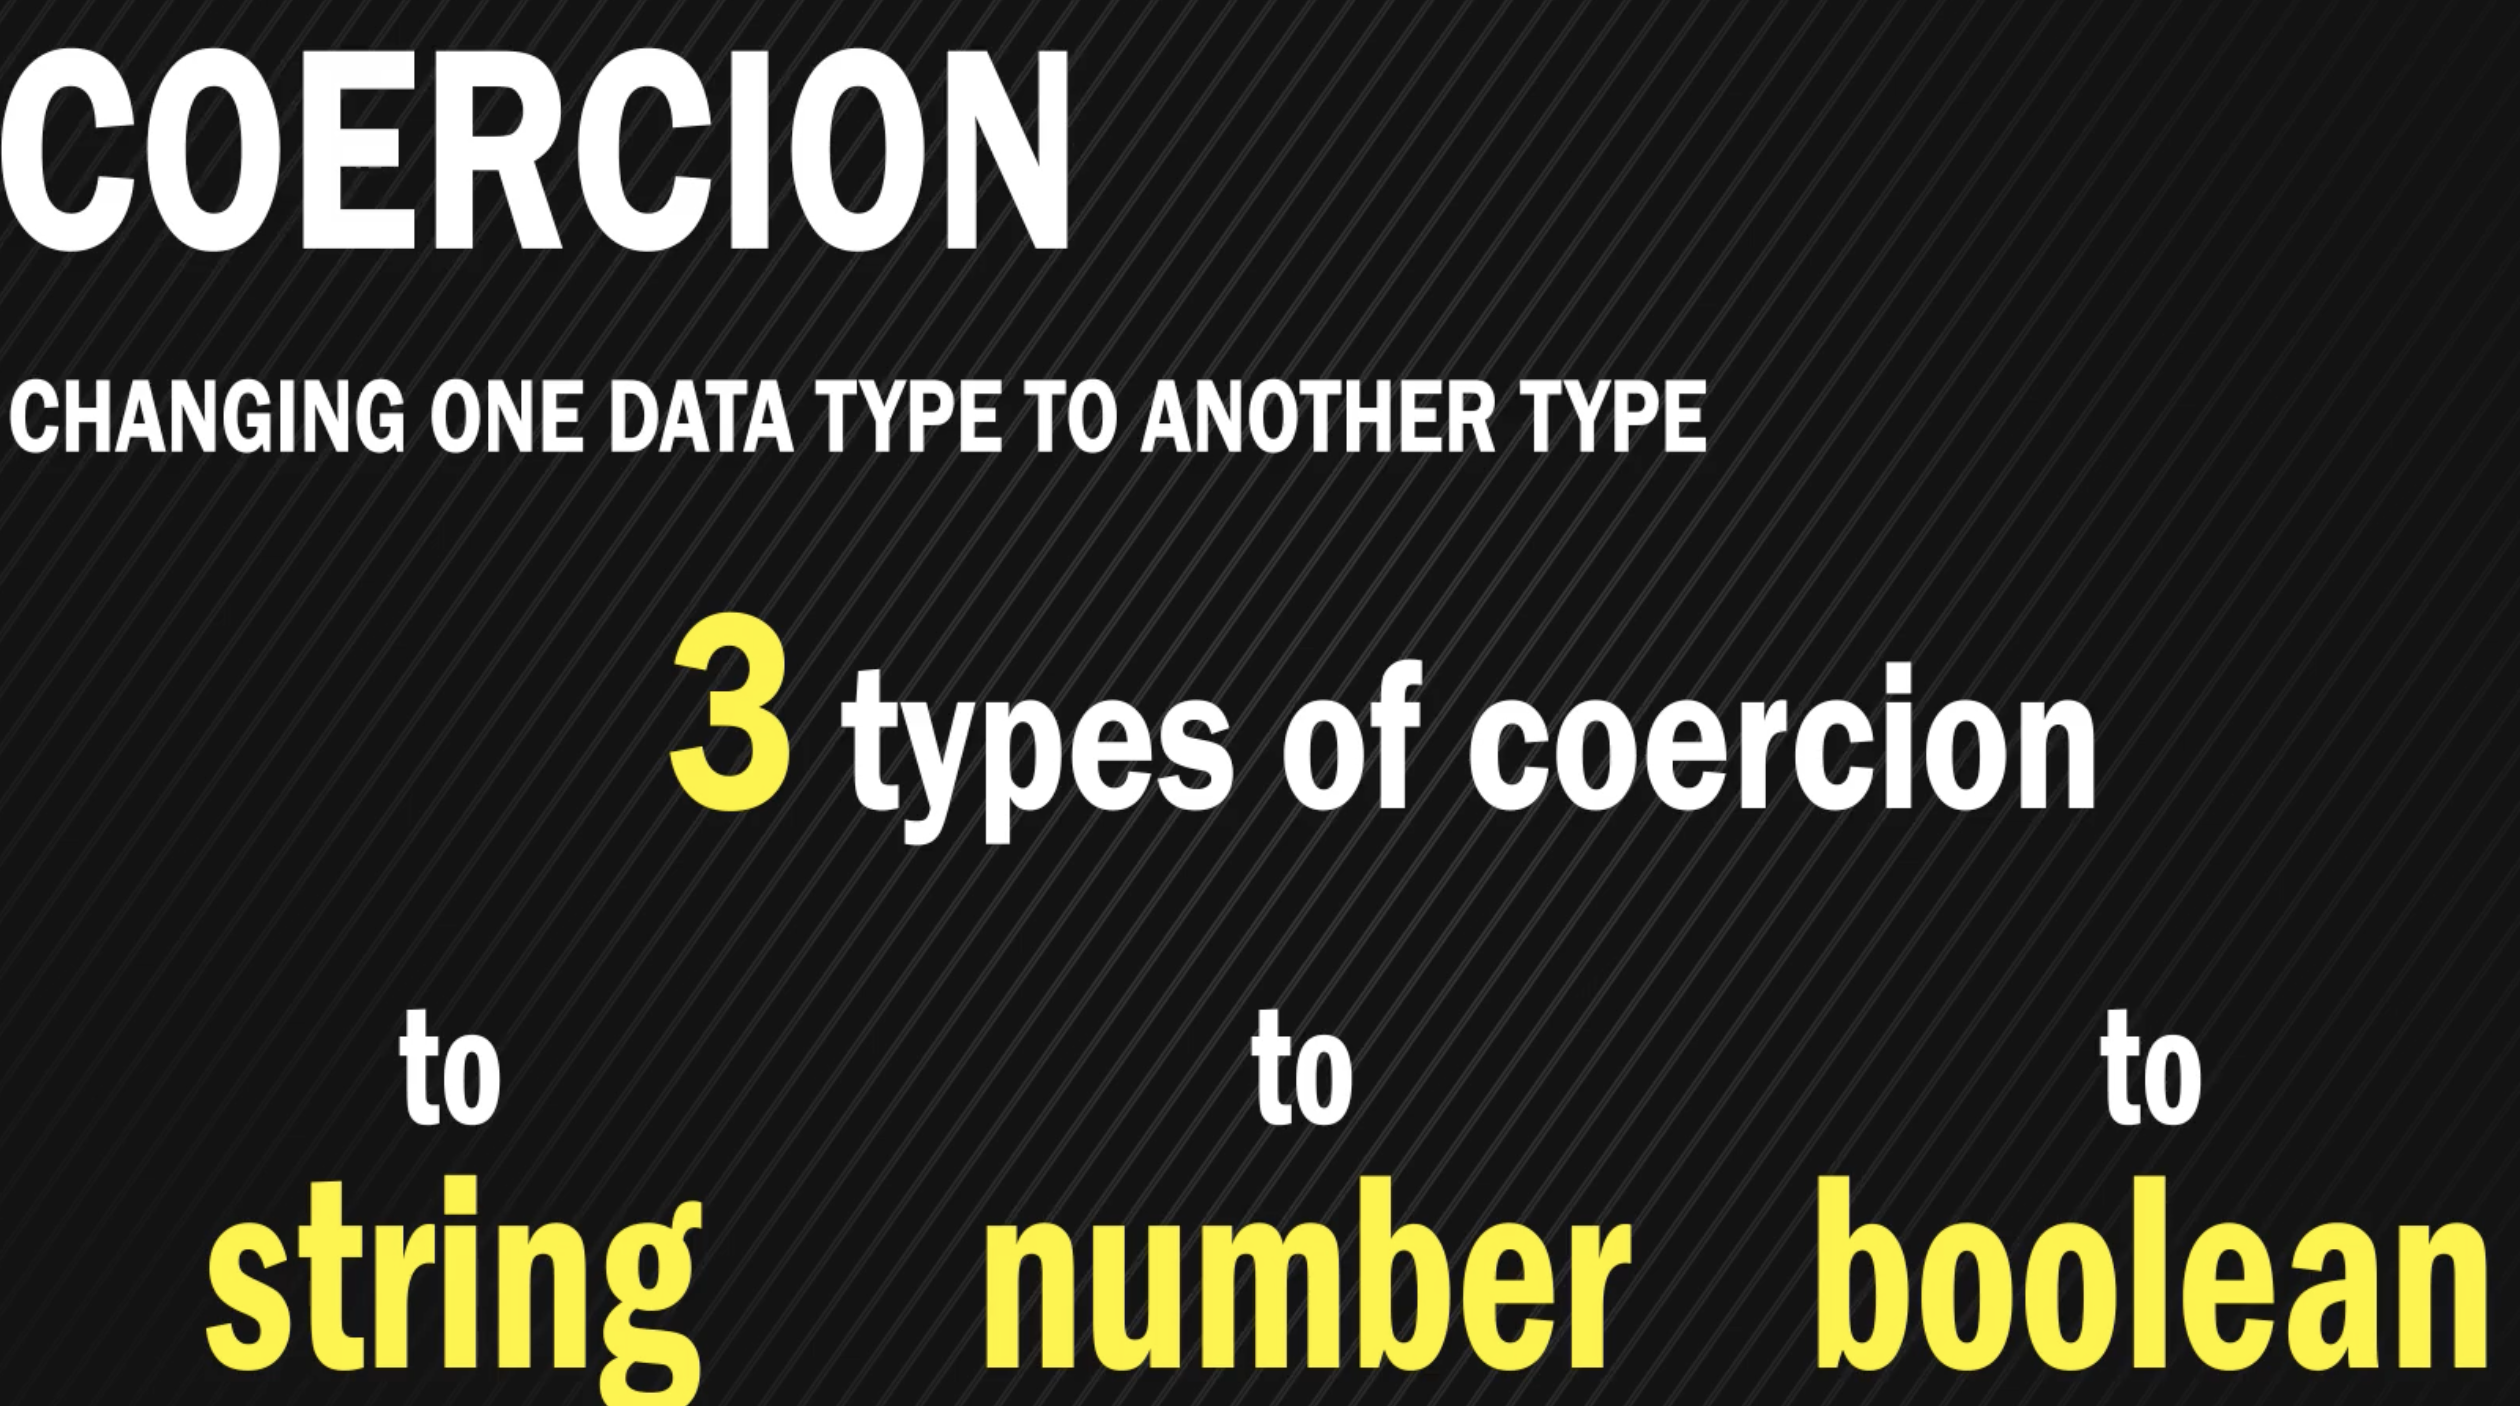 COERCION
CHANGING ONE DATA TYPE TO ANOTHER TYPE
3 types of coercion
to to to
string number boolean